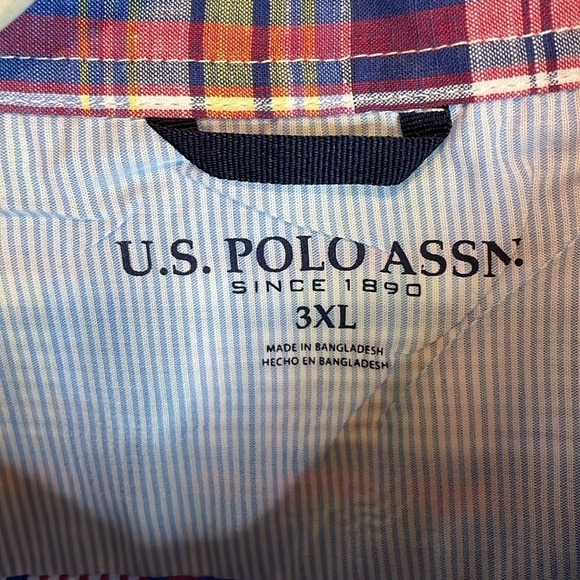 U.S. POLO ASSN.
SINCE 1890
3XL
MADE IN BANGLADESH
HECHO EN BANGLADESH